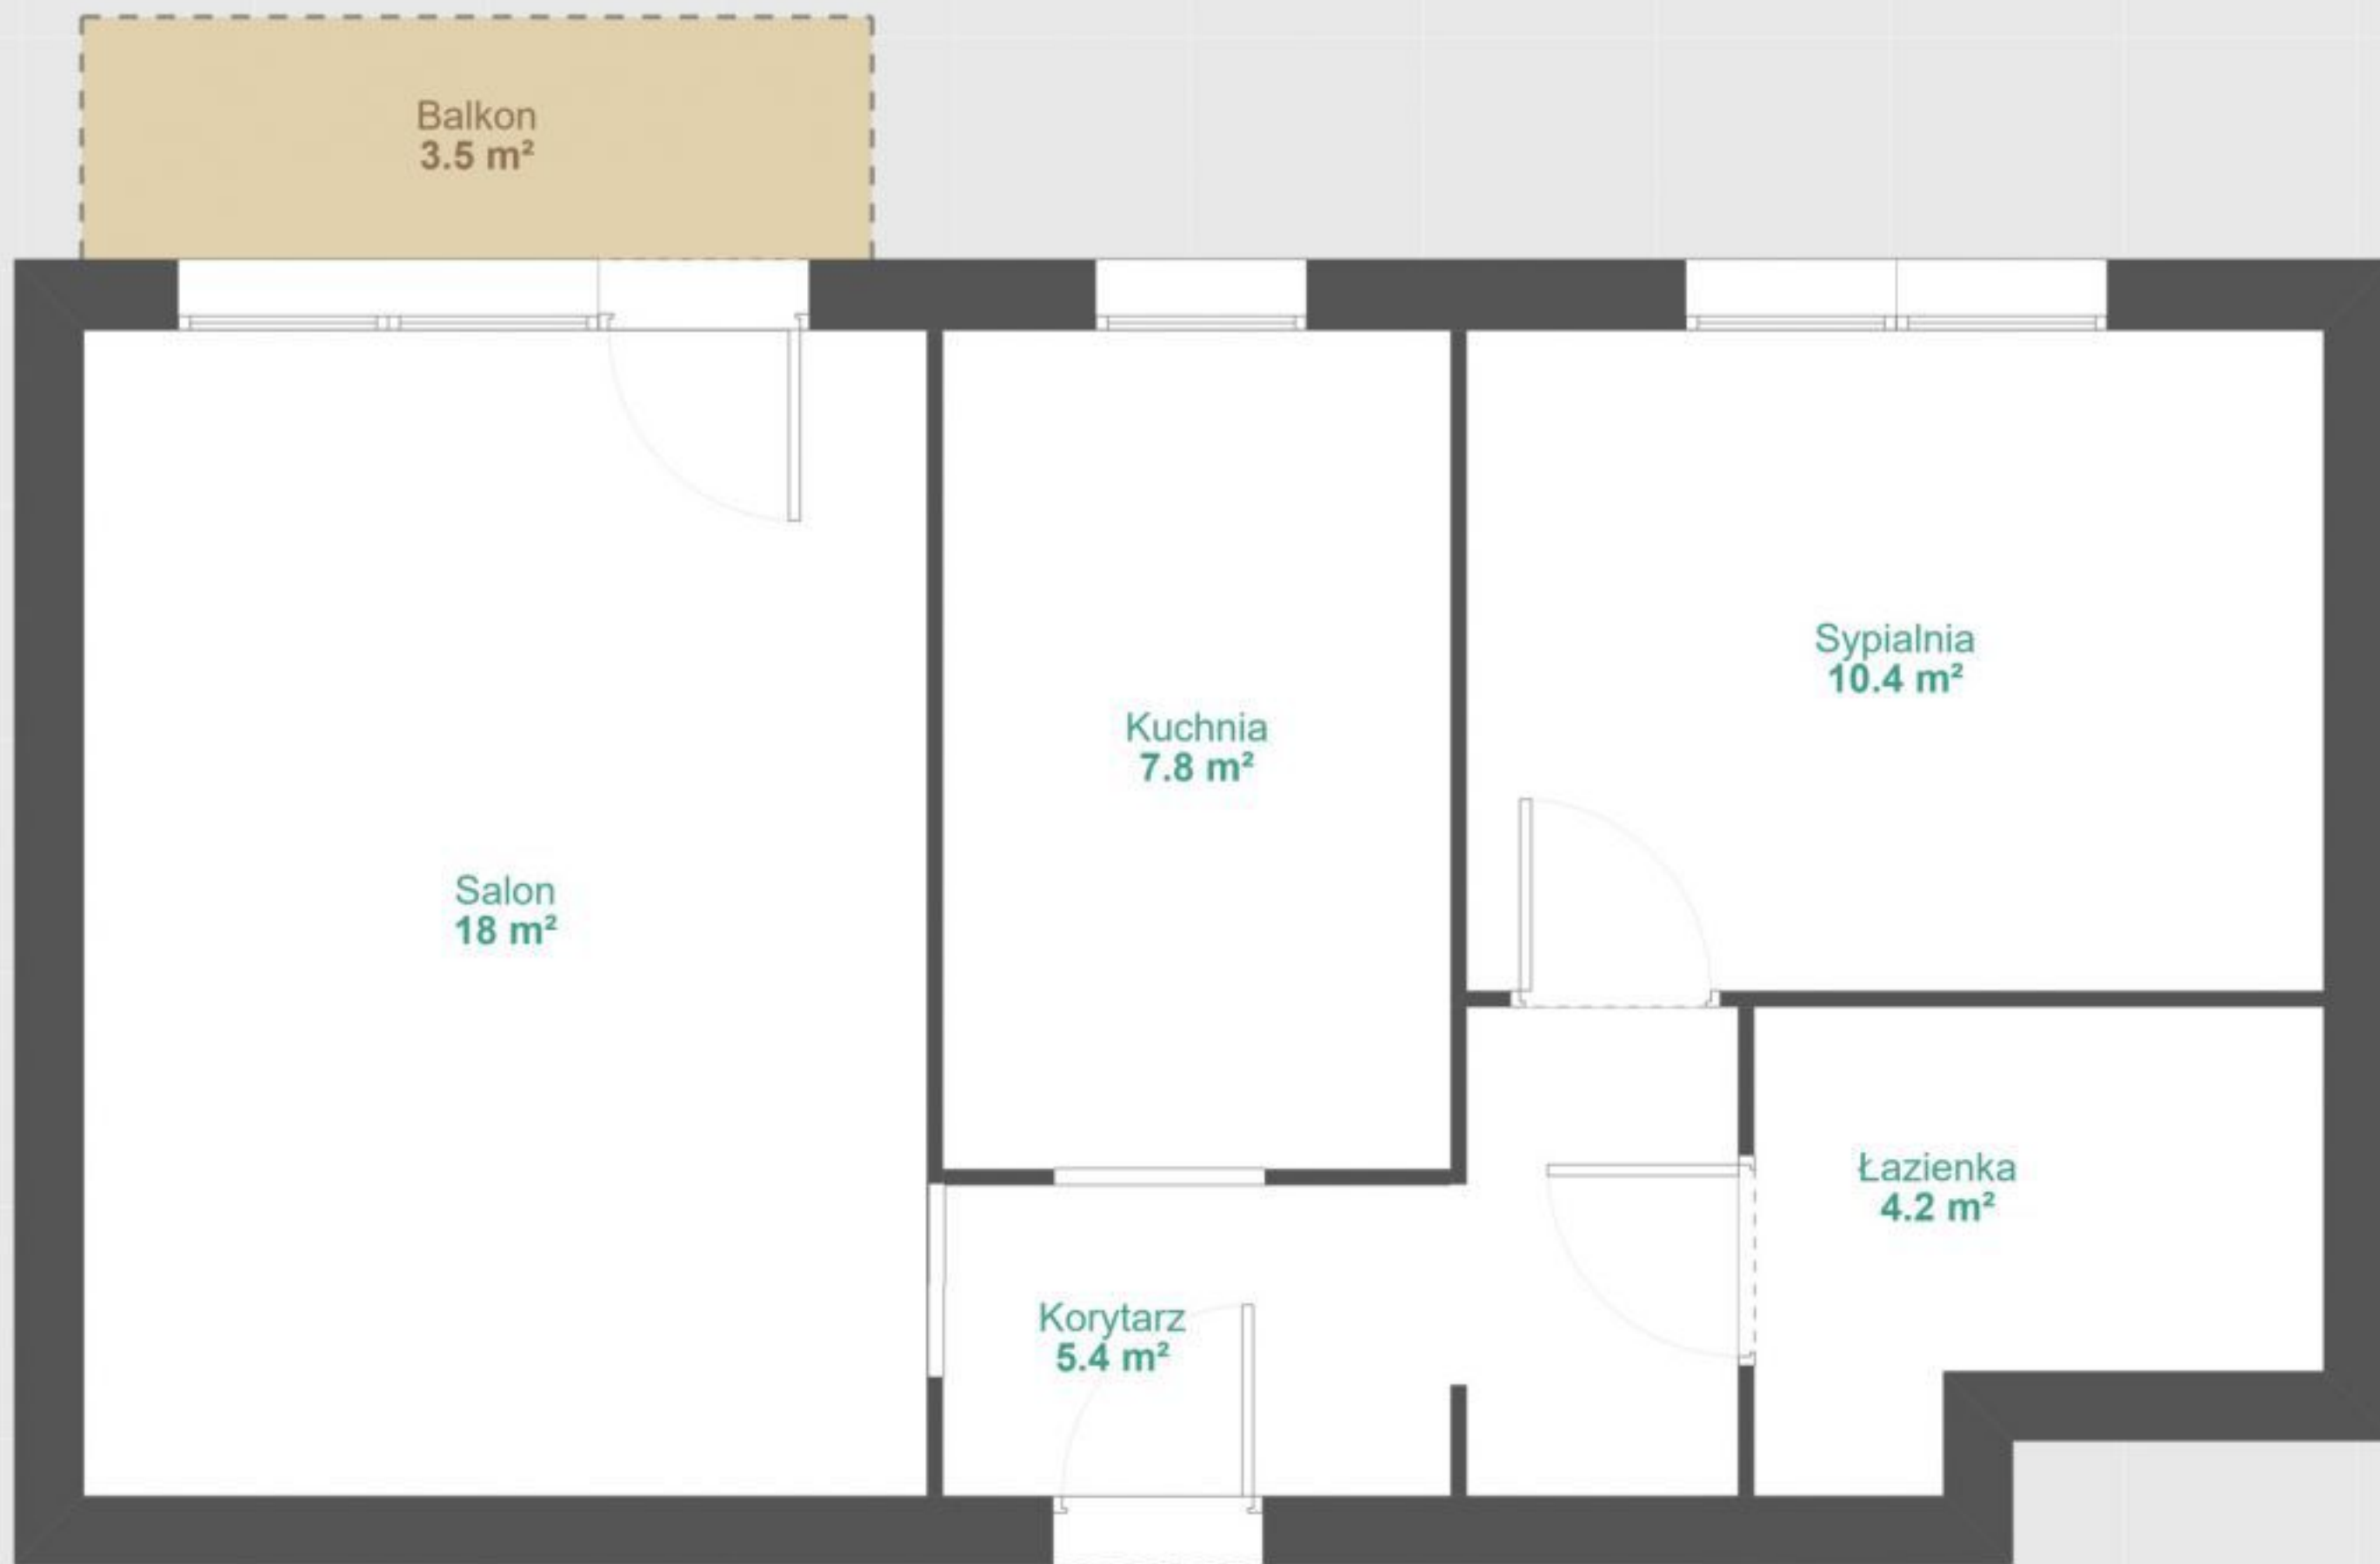 Balkon
3.5 m²
Sypialnia
10.4 m²
Kuchnia
7.8 m²
Salon
18 m²
Łazienka
4.2 m²
Korytarz
5.4 m²